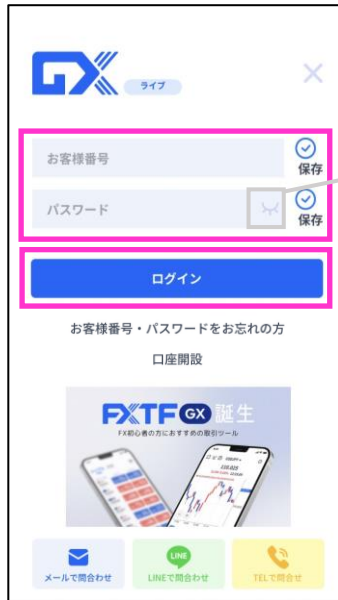 GX ライブ
お客様番号
保存
パスワード
保存
ログイン
お客様番号・パスワードをお忘れの方
口座開設
FXTF GX 誕生
FX初心者の方におすすめの取引ツール
メールで問合わせ
LINE
LINEで問合わせ
TELで問合せ